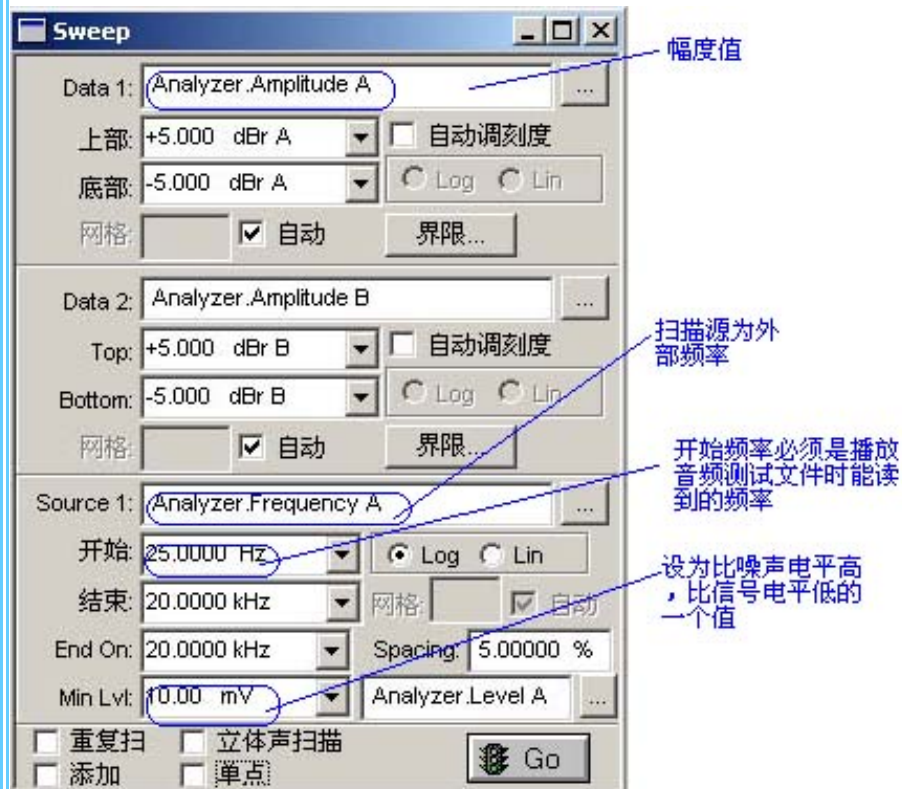 Sweep
幅度值
Data 1: Analyzer.Amplitude A ...
上部: +5.000 dBr A 自动调刻度
底部: -5.000 dBr A Log Lin
网格: 自动 界限...
Data 2: Analyzer.Amplitude B ...
Top: +5.000 dBr B 自动调刻度
Bottom: -5.000 dBr B Log Lin
网格: 自动 界限...
扫描源为外
部频率
Source 1: Analyzer.Frequency A ...
开始: 25.0000 Hz Log Lin
结束: 20.0000 kHz 网格: 自动
End On: 20.0000 kHz Spacing: 5.00000 %
Min Lvl: 10.00 mV Analyzer.Level A ...
开始频率必须是播放
音频测试文件时能读
到的频率
设为比噪声电平高
,比信号电平低的
一个值
重复扫 立体声扫描
添加 单点 Go